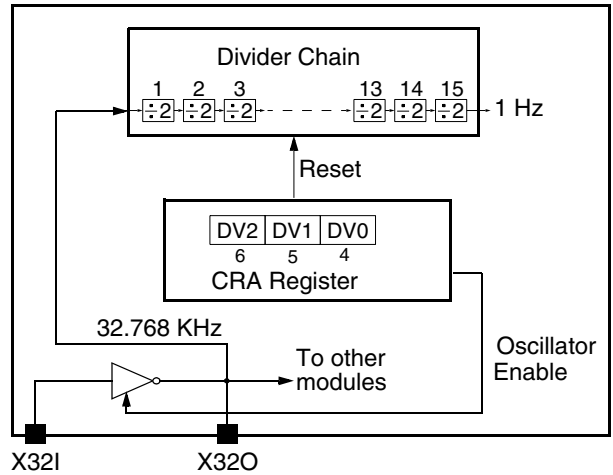 Divider Chain
1 2 3 13 14 15
÷2 ÷2 ÷2 ÷2 ÷2 ÷2 1 Hz
Reset
DV2 DV1 DV0
6 5 4
CRA Register
32.768 KHz
To other
modules
Oscillator
Enable
X32I X32O